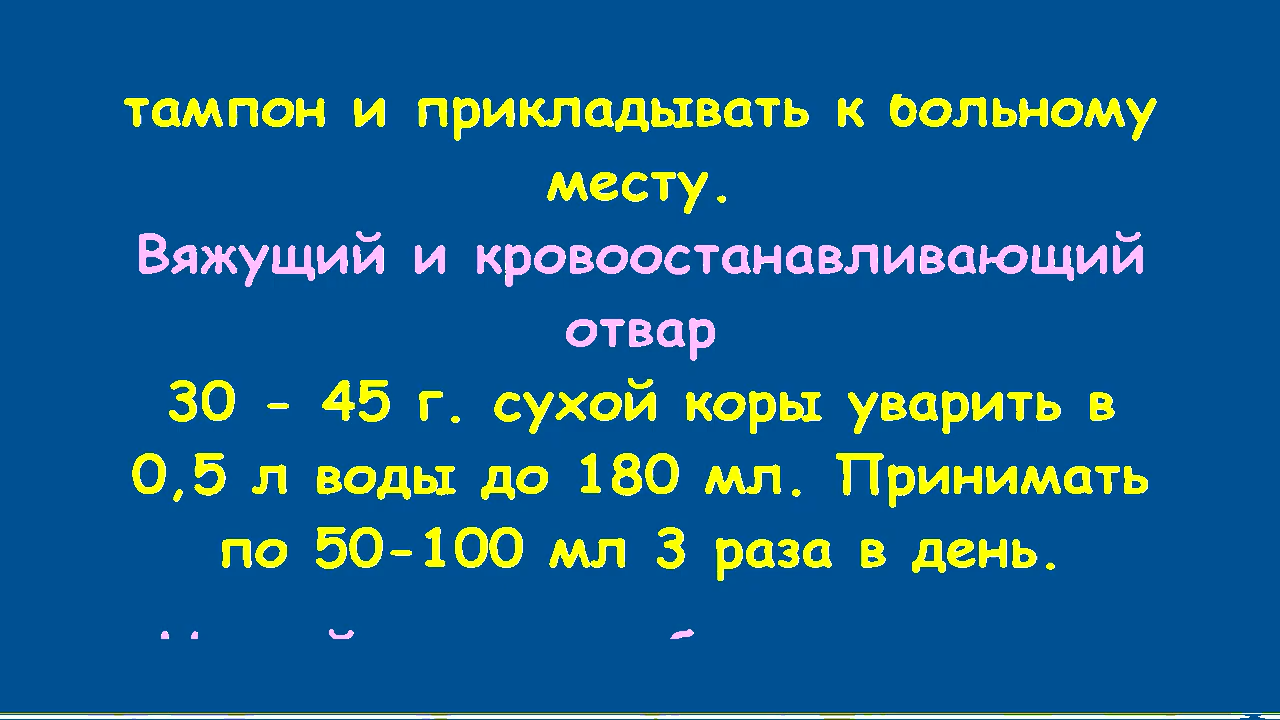 тампон и прикладывать к больному
месту.
Вяжущий и кровоостанавливающий
отвар
30 - 45 г. сухой коры уварить в
0,5 л воды до 180 мл. Принимать
по 50-100 мл 3 раза в день.